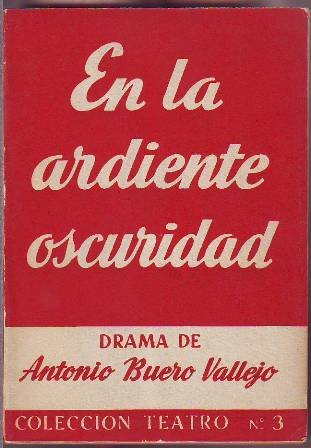 En la
ardiente
oscuridad
DRAMA DE
Antonio Buero Vallejo
COLECCION TEATRO Nº 3